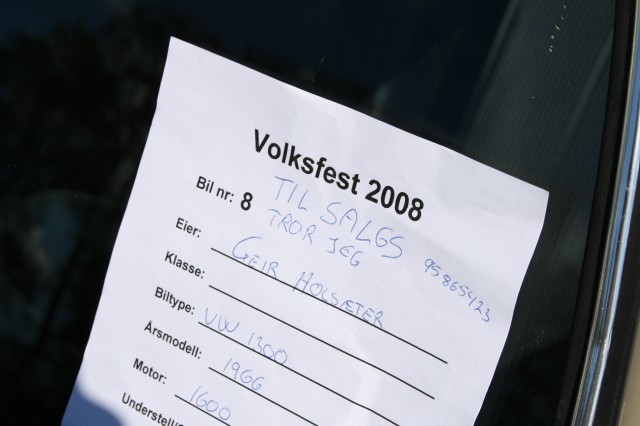 Volksfest 2008
Bil nr: 8 TIL SALGS
TROR JEG
95865423
Eier: GEIR HOLSÆTER
Klasse:
Biltype: VW 1300
Årsmodell: 1966
Motor: 1600
Understell/